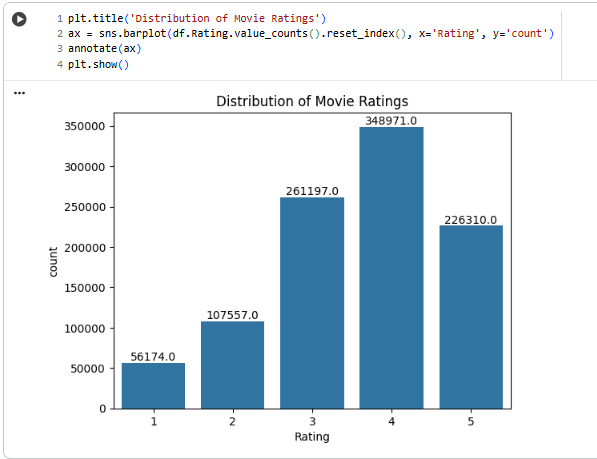 1 plt.title('Distribution of Movie Ratings')
2 ax = sns.barplot(df.Rating.value_counts().reset_index(), x='Rating', y='count')
3 annotate(ax)
4 plt.show()
Distribution of Movie Ratings
350000
300000
250000
200000
150000
100000
50000
0
count
56174.0
107557.0
261197.0
348971.0
226310.0
1 2 3 4 5
Rating